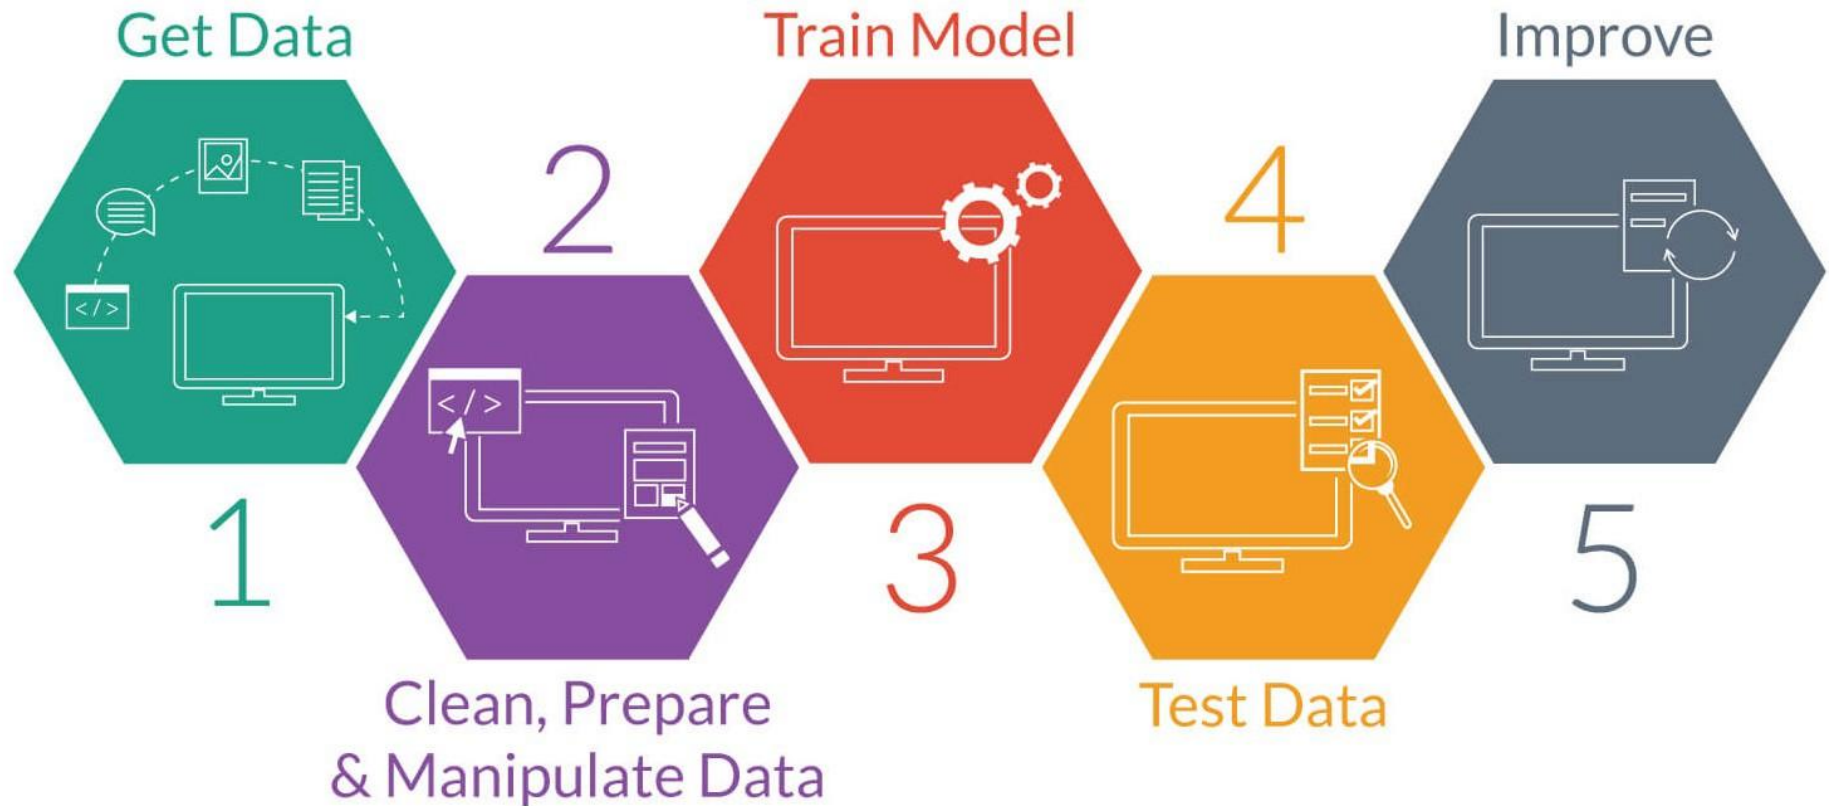 Get Data
1
</>
2
</>
Clean, Prepare
& Manipulate Data
Train Model
3
4
Test Data
Improve
5